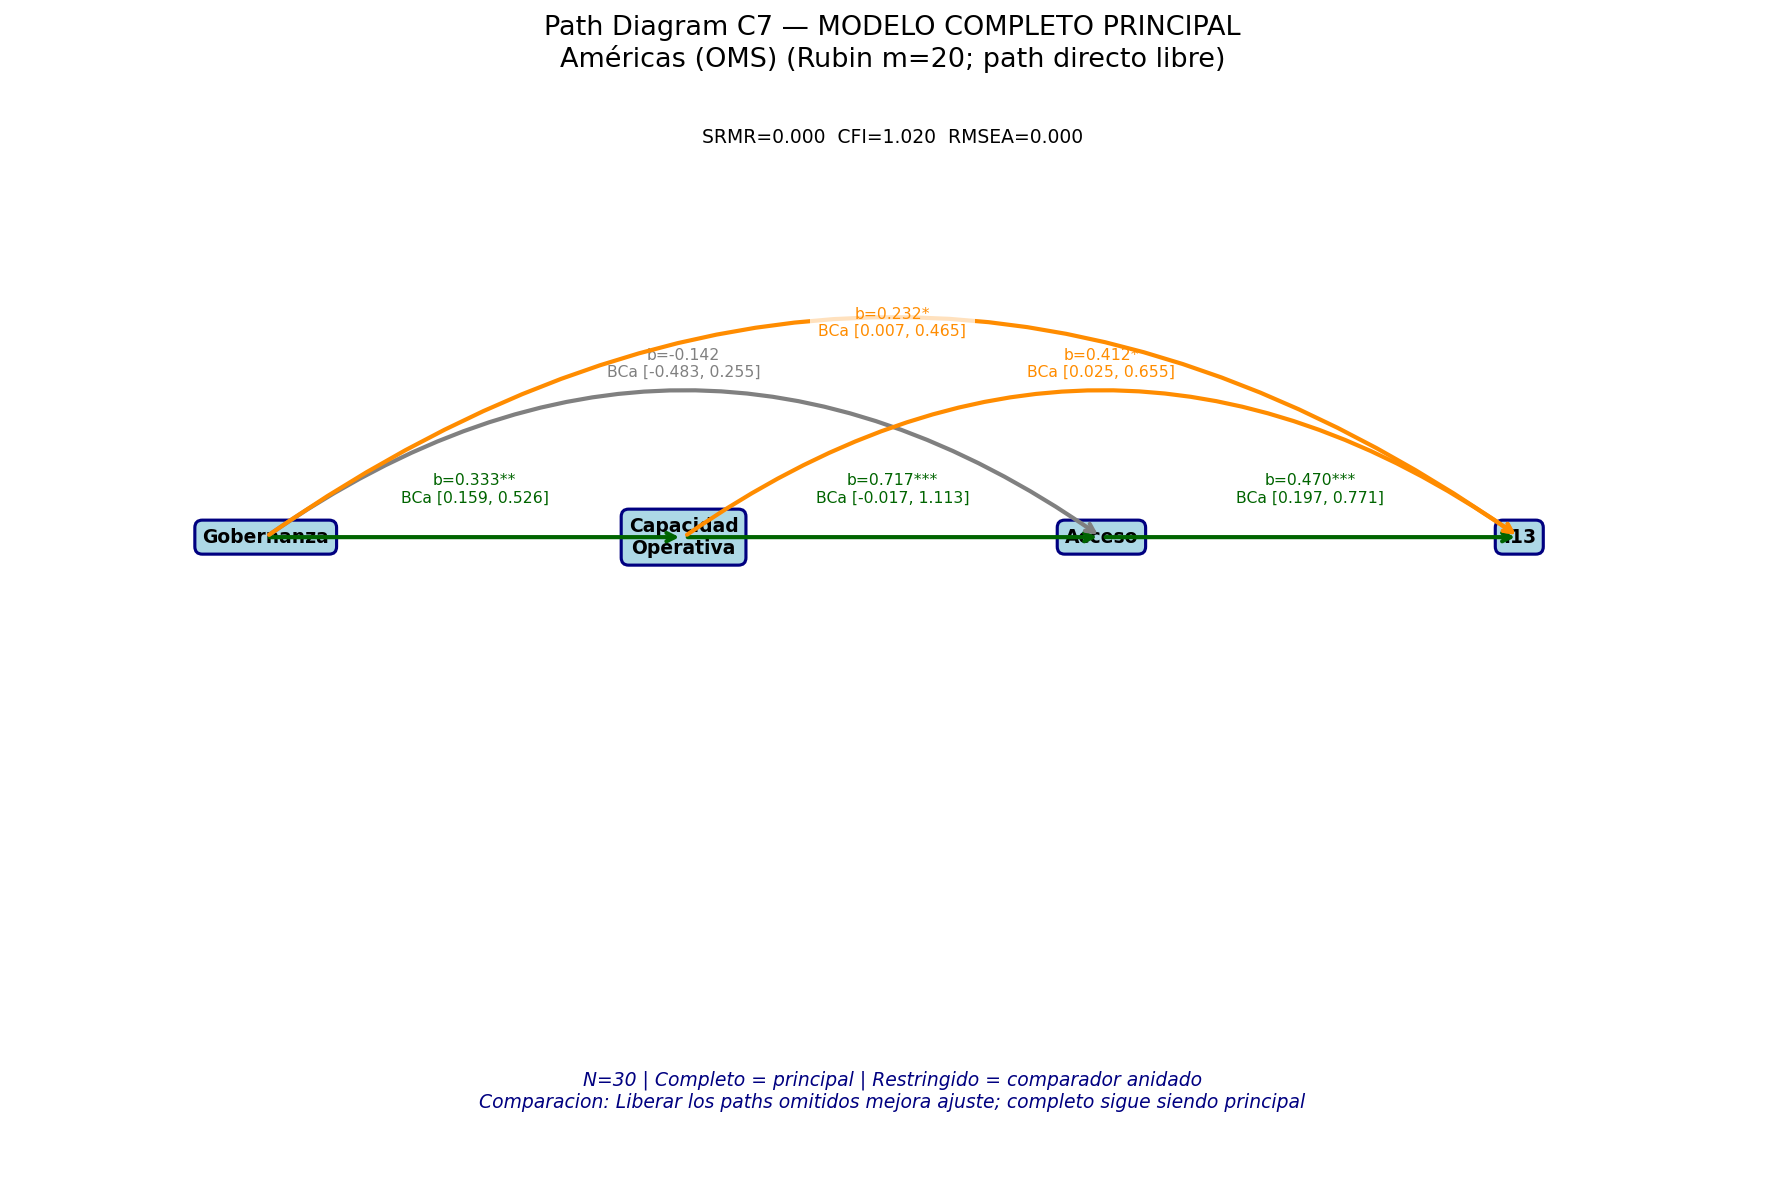 Path Diagram C7 — MODELO COMPLETO PRINCIPAL
Américas (OMS) (Rubin m=20; path directo libre)
SRMR=0.000  CFI=1.020  RMSEA=0.000
b=0.232*
BCa [0.007, 0.465]
b=-0.142
BCa [-0.483, 0.255]
b=0.412*
BCa [0.025, 0.655]
b=0.333**
BCa [0.159, 0.526]
b=0.717***
BCa [-0.017, 1.113]
b=0.470***
BCa [0.197, 0.771]
Gobernanza
Capacidad
Operativa
Acceso
N=30 | Completo = principal | Restringido = comparador anidado
Comparacion: Liberar los paths omitidos mejora ajuste; completo sigue siendo principal